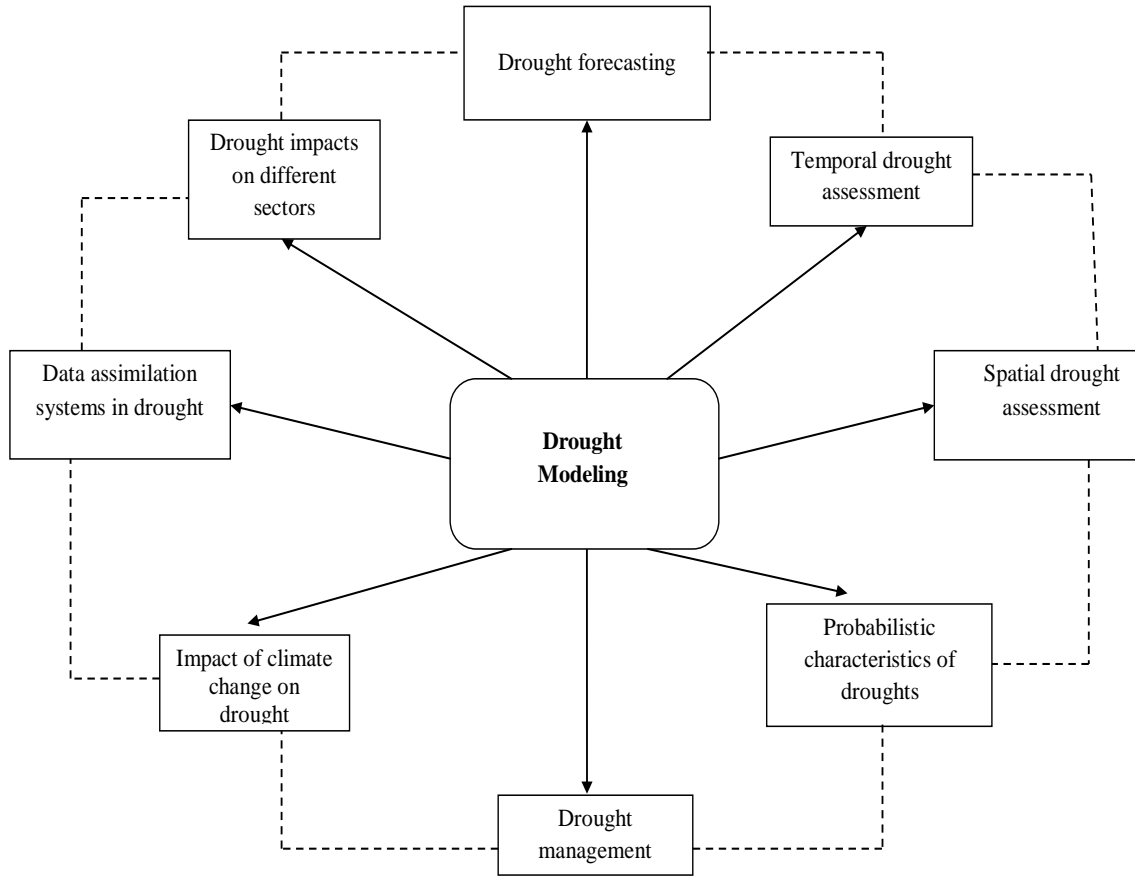 Drought forecasting
Drought impacts
on different
sectors
Temporal drought
assessment
Data assimilation
systems in drought
Spatial drought
assessment
Drought
Modeling
Impact of climate
change on
drought
Probabilistic
characteristics of
droughts
Drought
management